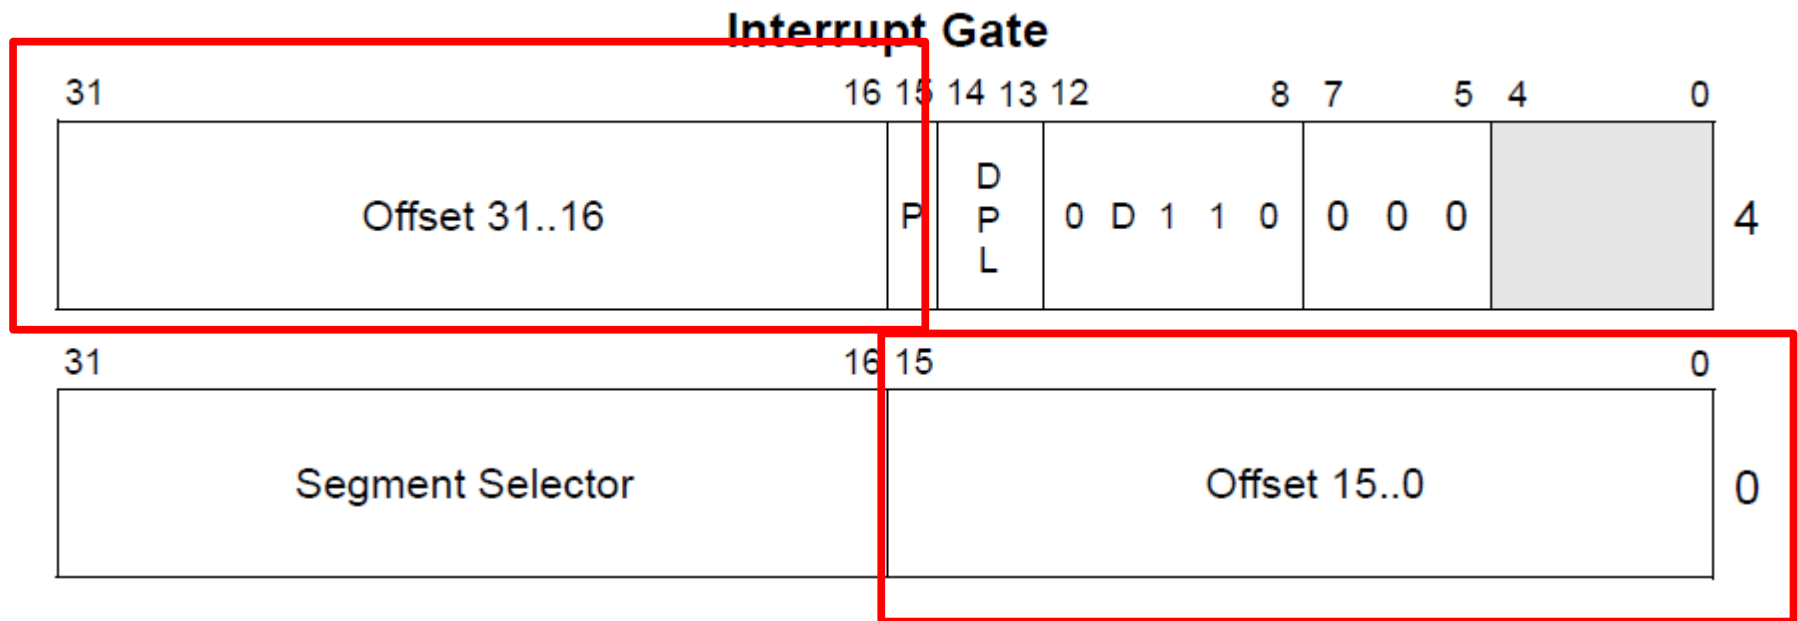 Interrupt Gate
31 16 15 14 13 12 8 7 5 4 0
Offset 31..16 P D P L 0 D 1 1 0 0 0 0 4
31 16 15 0
Segment Selector Offset 15..0 0